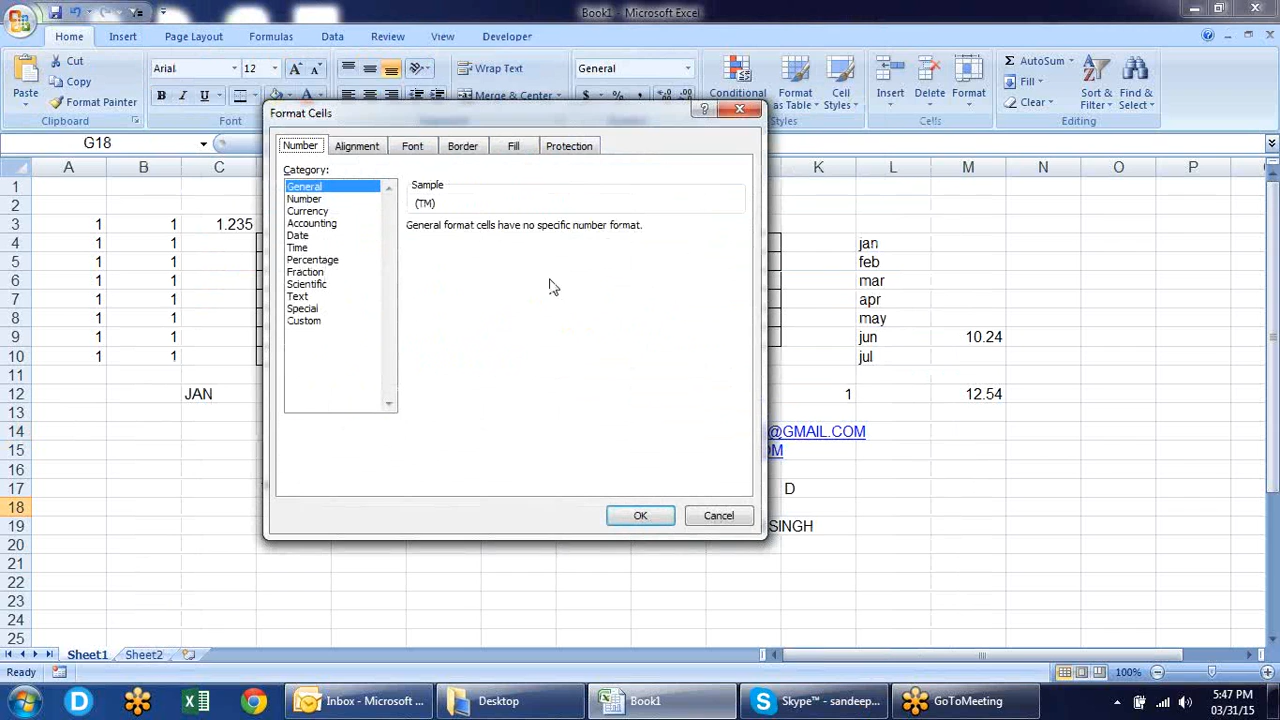 Book1 - Microsoft Excel
Home Insert Page Layout Formulas Data Review View Developer
Cut
Copy
Format Painter
Paste
Clipboard
Arial 12
Font
Wrap Text
Merge & Center
General
Conditional Format Cell
as Table Styles
Styles
Insert Delete Format
Cells
AutoSum
Fill
Clear
Sort & Find &
Filter Select
Editing
G18
Format Cells
Number Alignment Font Border Fill Protection
Category:
General
Number
Currency
Accounting
Date
Time
Percentage
Fraction
Scientific
Text
Special
Custom
Sample
(TM)
General format cells have no specific number format.
OK Cancel
A B C K L M N O P
1
2
3 1 1 1.235
4 1 1 jan
5 1 1 feb
6 1 1 mar
7 1 1 apr
8 1 1 may
9 1 1 jun 10.24
10 1 1 jul
11
12 JAN 1 12.54
13
14 @GMAIL.COM
15
16
17 D
18
19 SINGH
20
21
22
23
24
25
Sheet1 Sheet2
Ready 100%
Inbox - Microsoft ... Desktop Book1 Skype™ - sandeep... GoToMeeting
5:47 PM
03/31/15